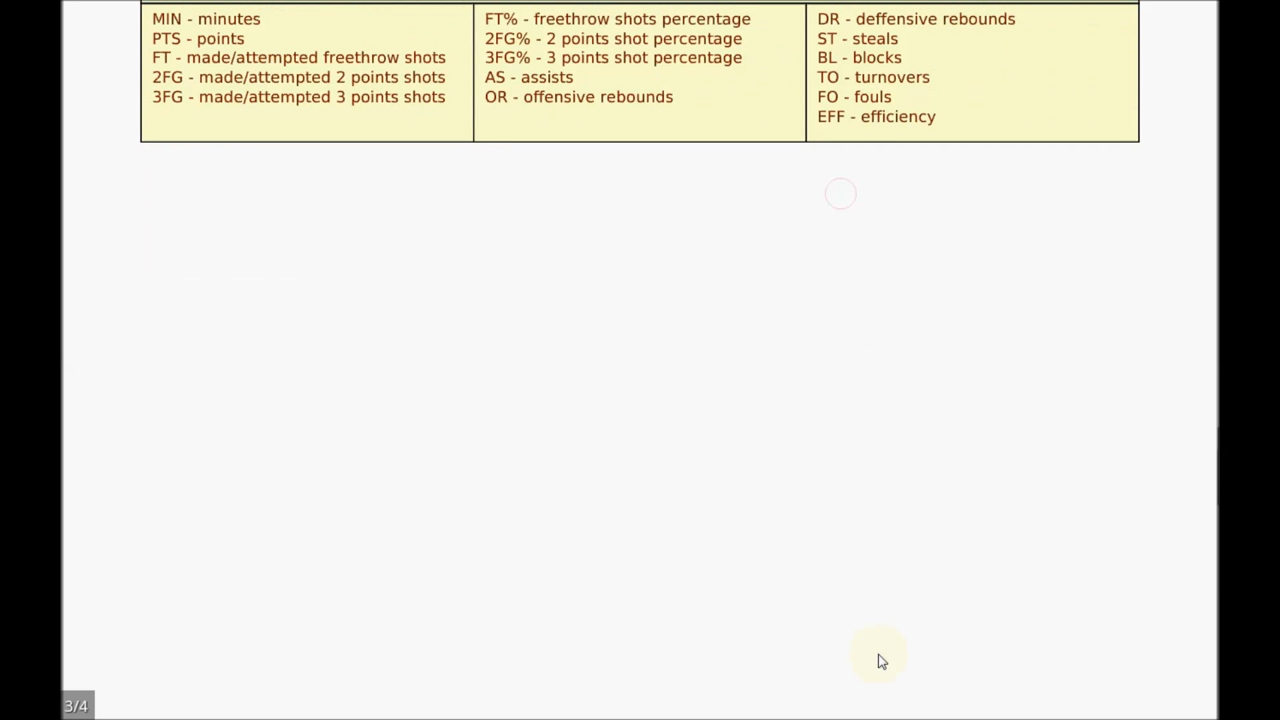 MIN - minutes
PTS - points
FT - made/attempted freethrow shots
2FG - made/attempted 2 points shots
3FG - made/attempted 3 points shots
FT% - freethrow shots percentage
2FG% - 2 points shot percentage
3FG% - 3 points shot percentage
AS - assists
OR - offensive rebounds
DR - deffensive rebounds
ST - steals
BL - blocks
TO - turnovers
FO - fouls
EFF - efficiency
3/4